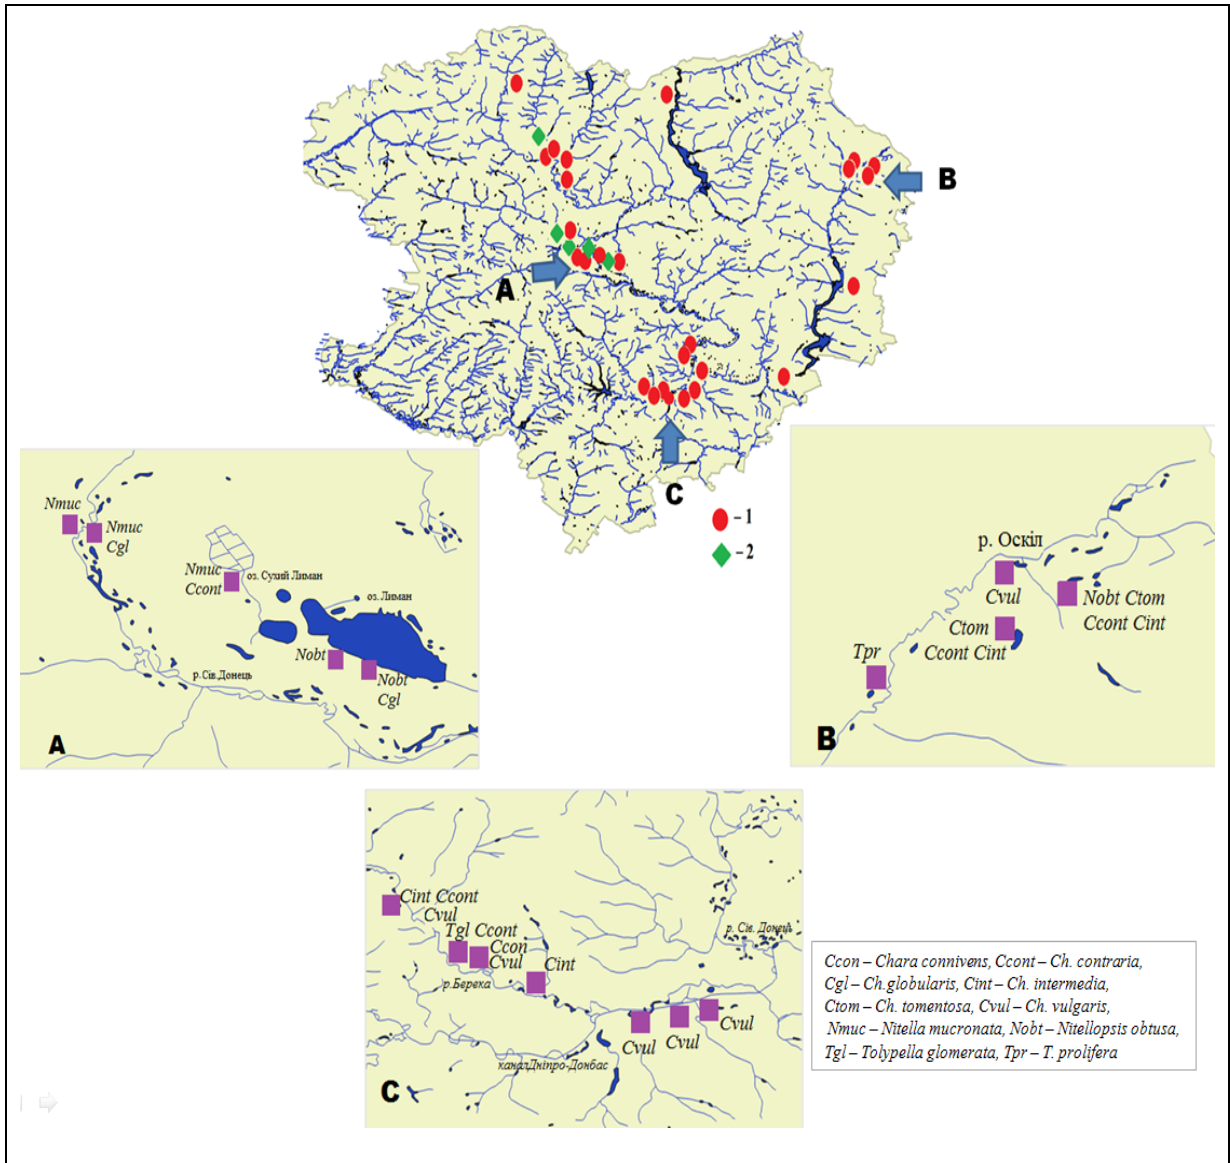 B
A
C
– 1
– 2
Nmuc
Nmuc
Cgl
Nmuc
Ccont
оз. Сухий Лиман
оз. Лиман
Nobt
Nobt
Cgl
р.Сів.Донець
A
р. Оскіл
Cvul
Nobt Ctom
Ccont Cint
Ctom
Ccont Cint
Tpr
B
Cint Ccont
Cvul
Tgl Ccont
Ccon
Cvul
Cint
р. Сів. Донець
р.Берека
Cvul
Cvul
Cvul
каналДніпро-Донбас
C
Ccon – Chara connivens, Ccont – Ch. contraria,
Cgl – Ch.globularis, Cint – Ch. intermedia,
Ctom – Ch. tomentosa, Cvul – Ch. vulgaris,
Nmuc – Nitella mucronata, Nobt – Nitellopsis obtusa,
Tgl – Tolypella glomerata, Tpr – T. prolifera